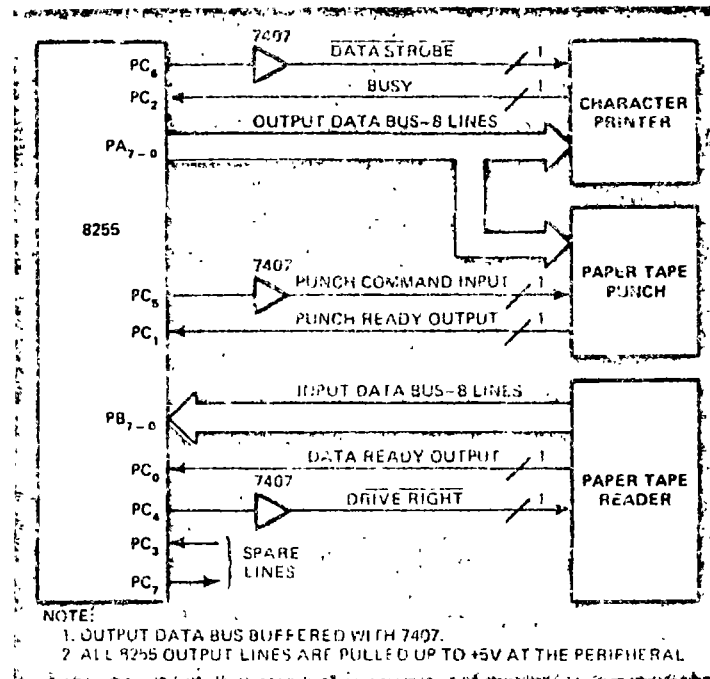 7407
DATA STROBE
1
PC6
BUSY
1
PC2
CHARACTER
PRINTER
OUTPUT DATA BUS-8 LINES
PA7-0
8255
7407
PUNCH COMMAND INPUT
1
PC5
PAPER TAPE
PUNCH
PUNCH READY OUTPUT
1
PC1
INPUT DATA BUS-8 LINES
PB7-0
DATA READY OUTPUT
1
PC0
7407
PAPER TAPE
READER
DRIVE RIGHT
1
PC4
PC3
SPARE
LINES
PC7
NOTE:
1. OUTPUT DATA BUS BUFFERED WITH 7407.
2. ALL 8255 OUTPUT LINES ARE PULLED UP TO +5V AT THE PERIPHERAL